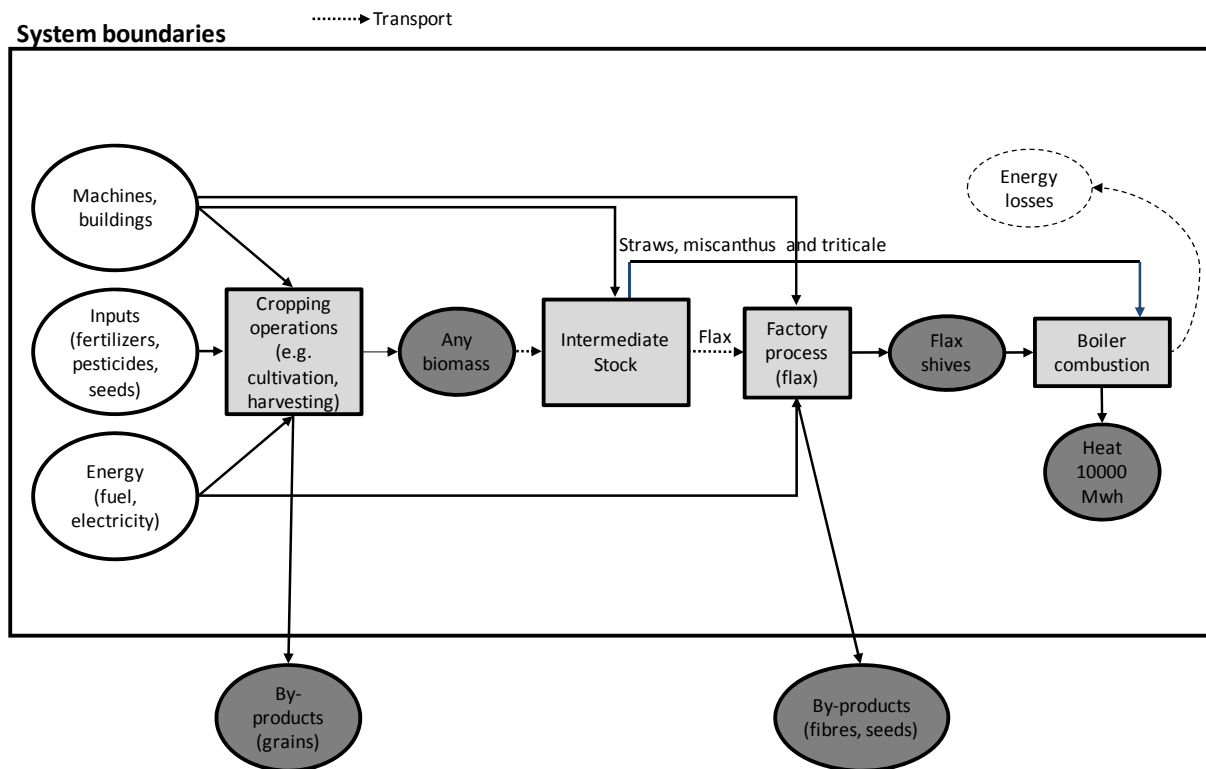 Transport
System boundaries
Machines,
buildings
Energy
losses
Straws, miscanthus and triticale
Inputs
(fertilizers,
pesticides,
seeds)
Cropping
operations
(e.g.
cultivation,
harvesting)
Any
biomass
Intermediate
Stock
Flax
Factory
process
(flax)
Flax
shives
Boiler
combustion
Energy
(fuel,
electricity)
Heat
10000
Mwh
By-
products
(grains)
By-products
(fibres, seeds)